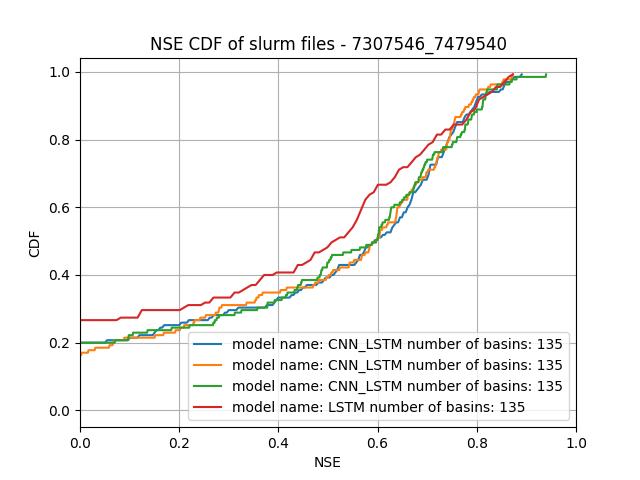 NSE CDF of slurm files - 7307546_7479540
CDF
1.0
0.8
0.6
0.4
0.2
0.0
model name: CNN_LSTM number of basins: 135
model name: CNN_LSTM number of basins: 135
model name: CNN_LSTM number of basins: 135
model name: LSTM number of basins: 135
0.0 0.2 0.4 0.6 0.8 1.0
NSE